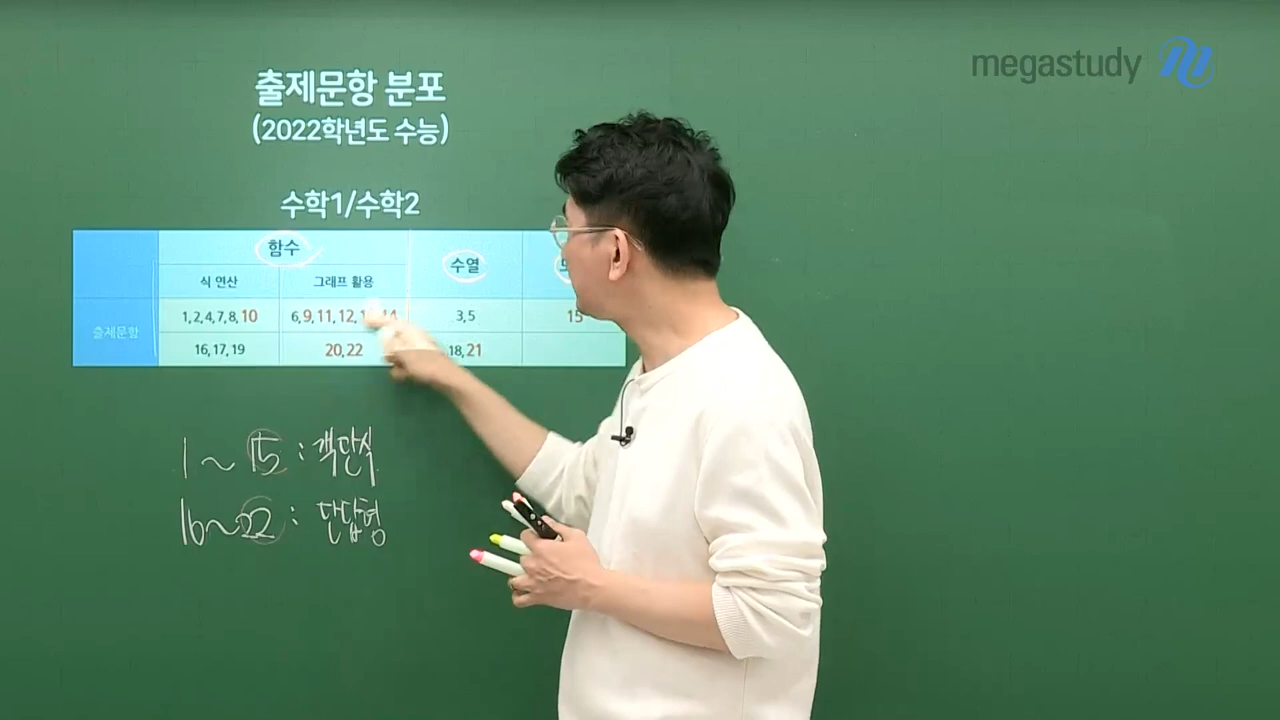 megastudy
출제문항 분포
(2022학년도 수능)
수학1/수학2
함수
수열
식 연산
그래프 활용
출제문항
1, 2, 4, 7, 8, 10
6, 9, 11, 12,
3, 5
15
16, 17, 19
20, 22
18, 21
1 ~ 15 : 객단식
16~22 : 단답형